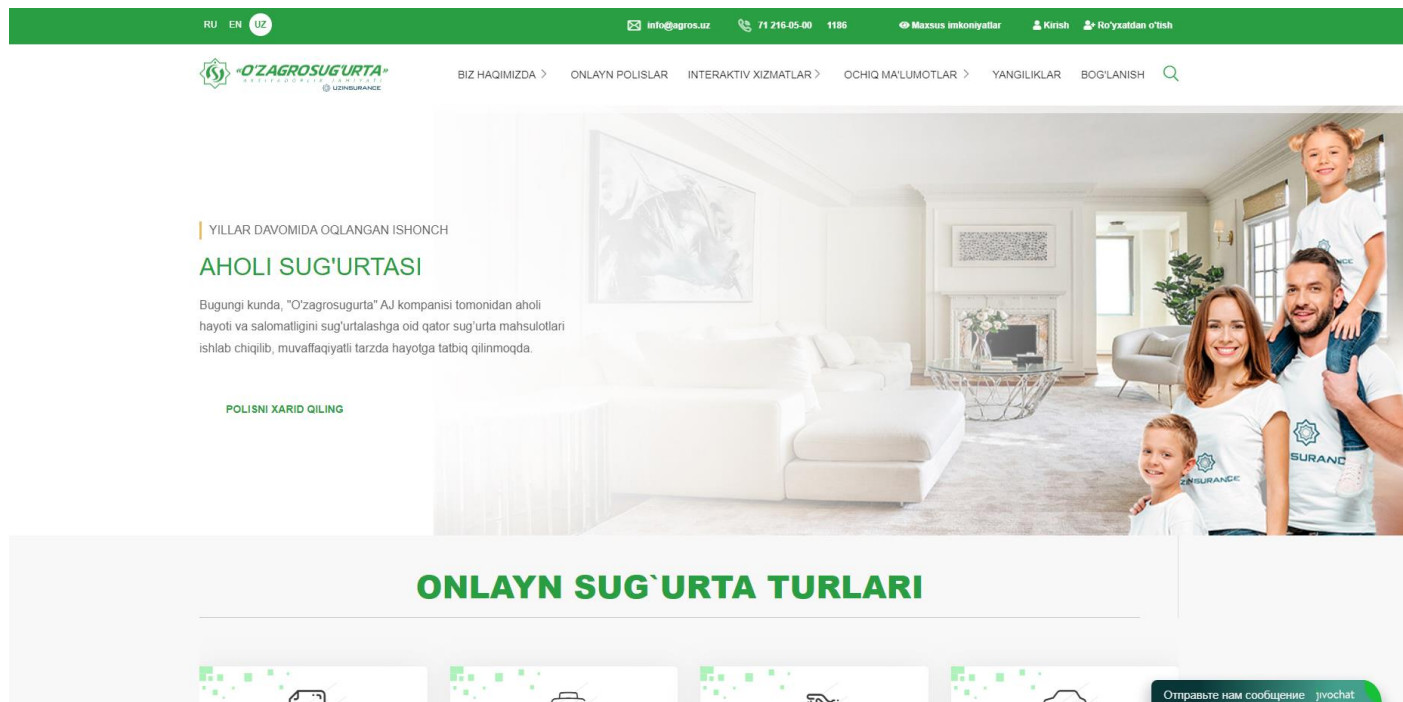 RU EN UZ
info@agros.uz 71 216-05-00 1186 Maxsus imkoniyatlar Kirish Ro'yxatdan o'tish
«O'ZAGROSUG'URTA»
AKSIYADORLIK JAMIYATI
UZINSURANCE
BIZ HAQIMIZDA ONLAYN POLISLAR INTERAKTIV XIZMATLAR OCHIQ MA'LUMOTLAR YANGILIKLAR BOG'LANISH
YILLAR DAVOMIDA OQLANGAN ISHONCH
AHOLI SUG'URTASI
Bugungi kunda, "O'zagrosugurta" AJ kompanisi tomonidan aholi
hayoti va salomatligini sug'urtalashga oid qator sug'urta mahsulotlari
ishlab chiqilib, muvaffaqiyatli tarzda hayotga tatbiq qilinmoqda.
POLISNI XARID QILING
ONLAYN SUG`URTA TURLARI
Отправьте нам сообщение jivochat